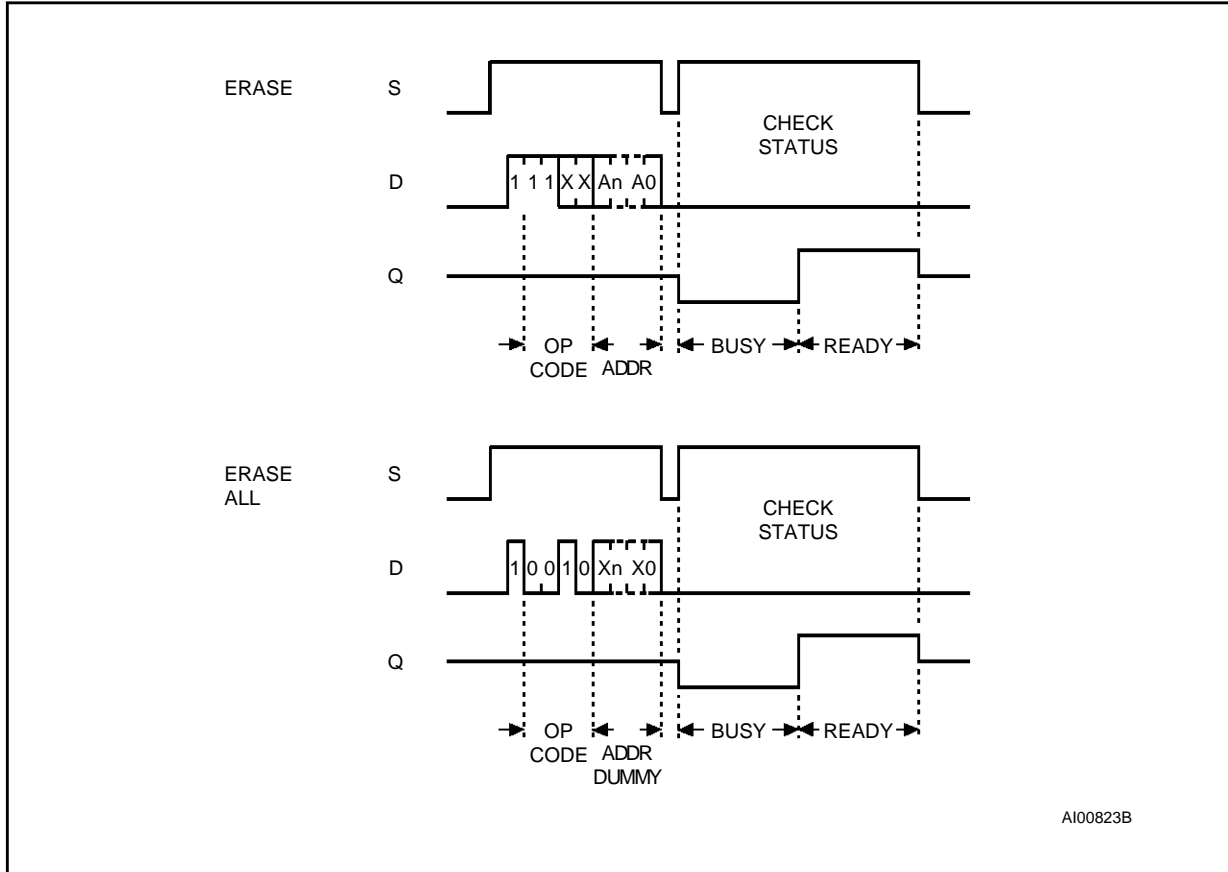 ERASE S
CHECK
STATUS
D 1 1 1 X X An A0
Q
OP BUSY READY
CODE ADDR
ERASE S
ALL
CHECK
STATUS
D 1 0 0 1 0 Xn X0
Q
OP BUSY READY
CODE ADDR
DUMMY
AI00823B